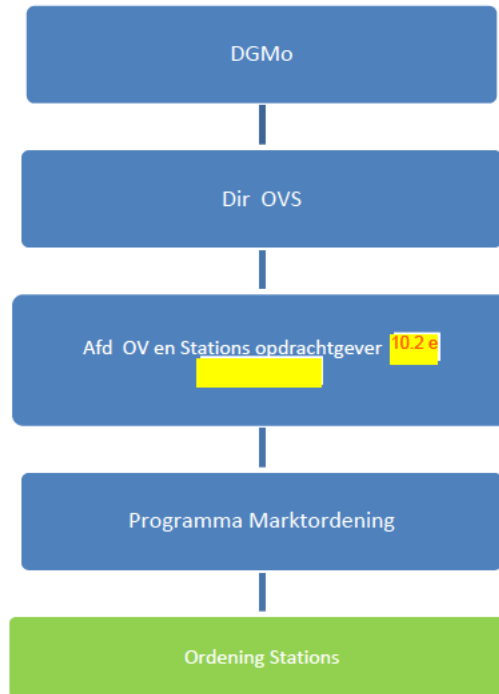 DGMo
Dir OVS
Afd OV en Stations opdrachtgever 10.2 e
Programma Marktordening
Ordening Stations